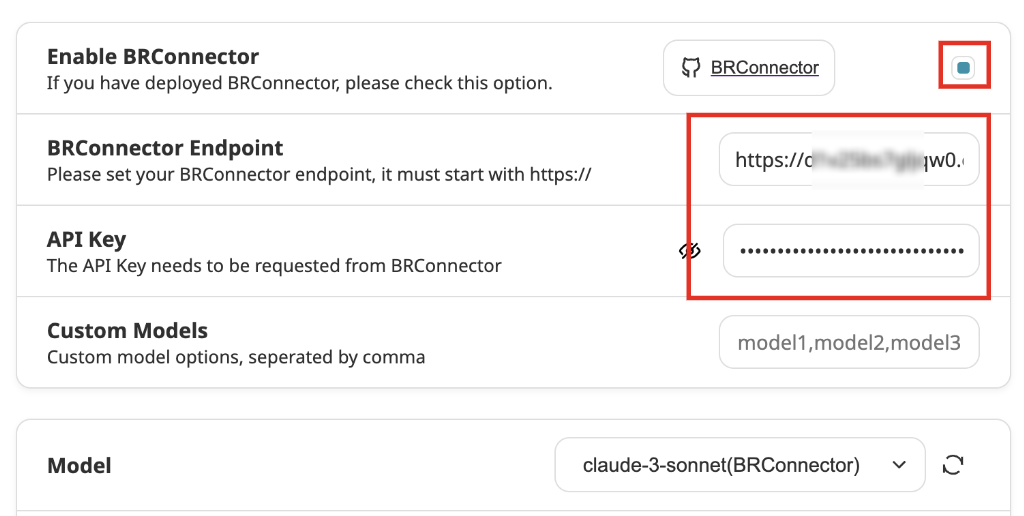 Enable BRConnector
If you have deployed BRConnector, please check this option.
BRConnector
BRConnector Endpoint
Please set your BRConnector endpoint, it must start with https://
https://d qw0.
API Key
The API Key needs to be requested from BRConnector
••••••••••••••••••••••••••••••
Custom Models
Custom model options, seperated by comma
model1,model2,model3
Model
claude-3-sonnet(BRConnector)